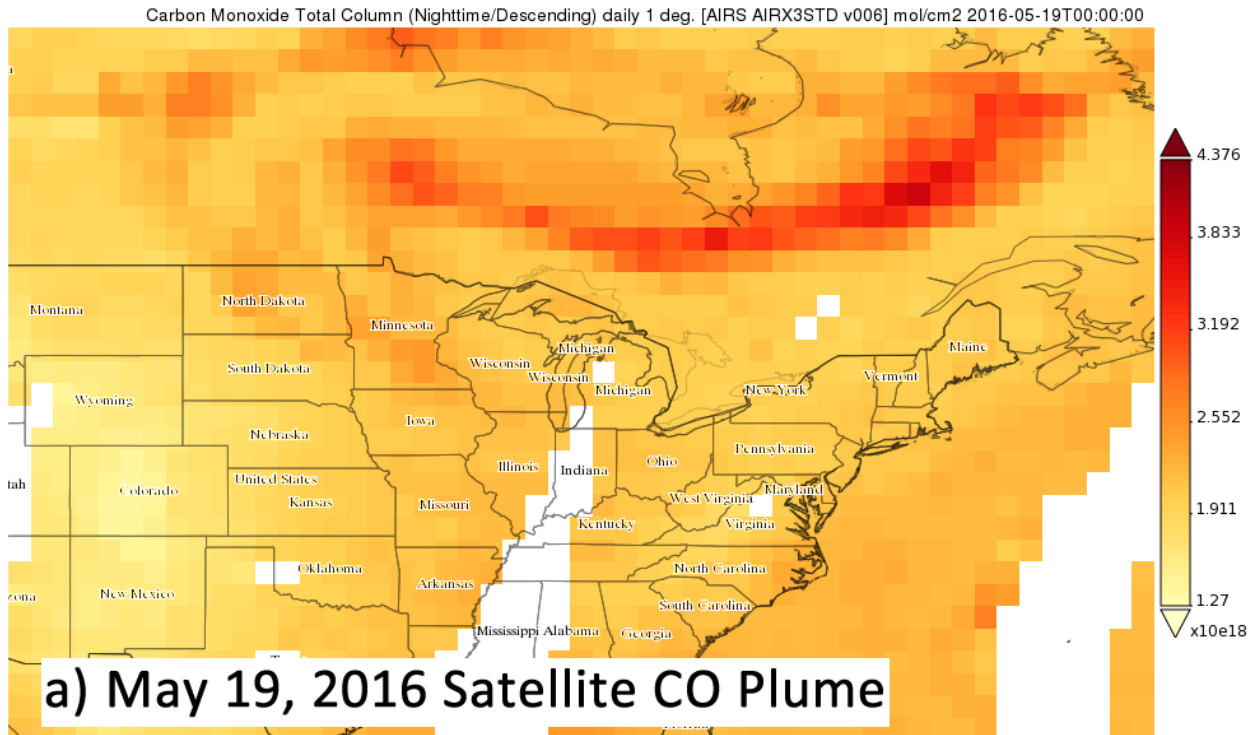 Carbon Monoxide Total Column (Nighttime/Descending) daily 1 deg. [AIRS AIRX3STD v006] mol/cm2 2016-05-19T00:00:00
4.376
3.833
3.192
2.552
1.911
1.27
x10e18
Montana
North Dakota
Minnesota
Maine
South Dakota
Wisconsin
Michigan
Wisconsin
Michigan
New York
Vermont
Wyoming
Nebraska
Iowa
Pennsylvania
Illinois
Indiana
Ohio
tah
Colorado
United States
Kansas
Missouri
West Virginia
Maryland
Kentucky
Virginia
zona
New Mexico
Oklahoma
Arkansas
North Carolina
South Carolina
Mississippi
Alabama
Georgia
a) May 19, 2016 Satellite CO Plume